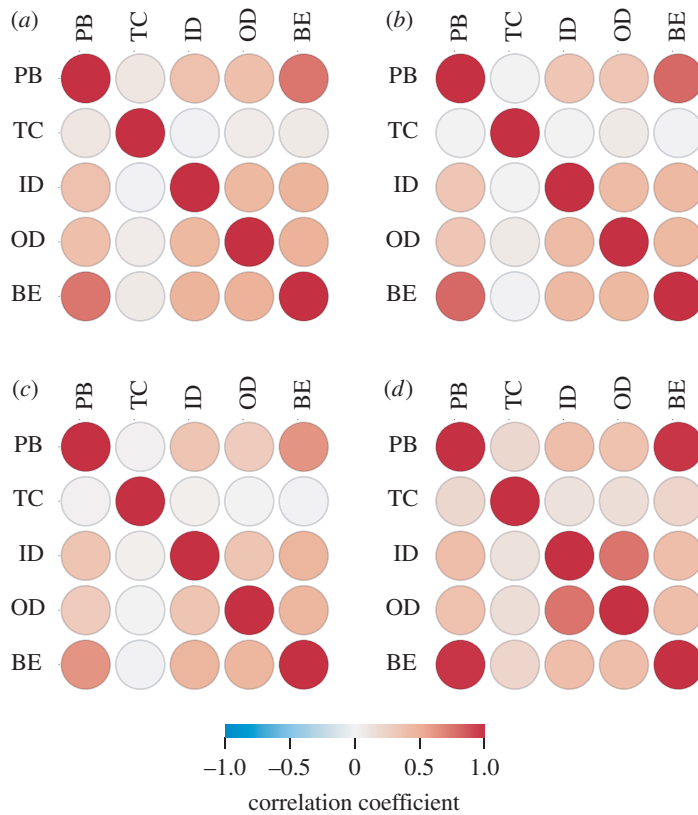 (a) PB TC ID OD BE
PB
TC
ID
OD
BE
(b) PB TC ID OD BE
PB
TC
ID
OD
BE
(c) PB TC ID OD BE
PB
TC
ID
OD
BE
(d) PB TC ID OD BE
PB
TC
ID
OD
BE
–1.0 –0.5 0 0.5 1.0
correlation coefficient